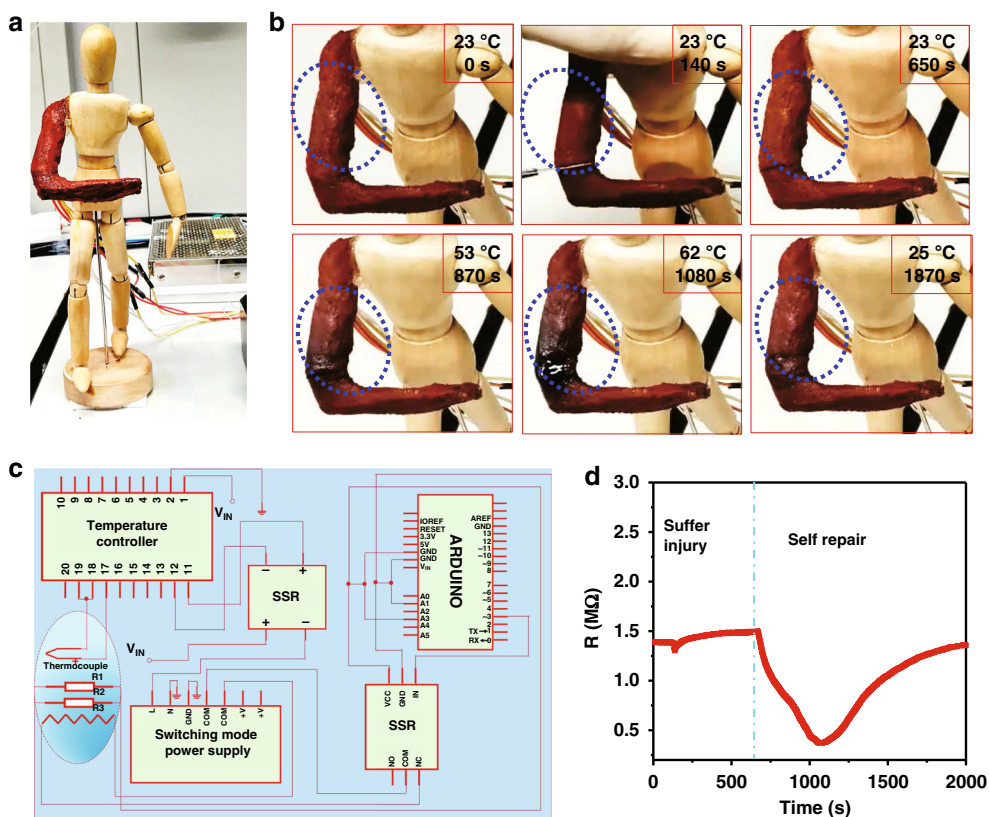 a
b
23 °C
0 s
23 °C
140 s
23 °C
650 s
53 °C
870 s
62 °C
1080 s
25 °C
1870 s
c
10 9 8 7 6 5 4 3 2 1
Temperature
controller
20 19 18 17 16 15 14 13 12 11
V_IN
V_IN
− +
SSR
+ −
Thermocouple
+
R1
R2
R3
L N GND COM COM +V +V
Switching mode
power supply
IOREF
RESET
3.3V
5V
GND
GND
V_IN
A0
A1
A2
A3
A4
A5
ARDUINO
AREF
GND
13
12
~11
~10
~9
8
7
~6
~5
4
~3
2
TX→1
RX←0
VCC GND IN
SSR
NO COM NC
d
R (MΩ)
3.0
2.5
2.0
1.5
1.0
0.5
Suffer
injury
Self repair
0 500 1000 1500 2000
Time (s)